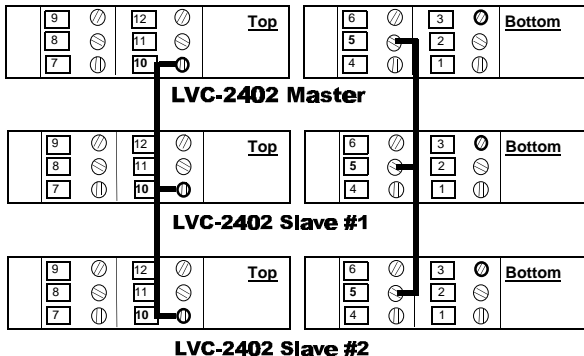 9 12 Top 6 3 Bottom
8 11 5 2
7 10 4 1
LVC-2402 Master
9 12 Top 6 3 Bottom
8 11 5 2
7 10 4 1
LVC-2402 Slave #1
9 12 Top 6 3 Bottom
8 11 5 2
7 10 4 1
LVC-2402 Slave #2